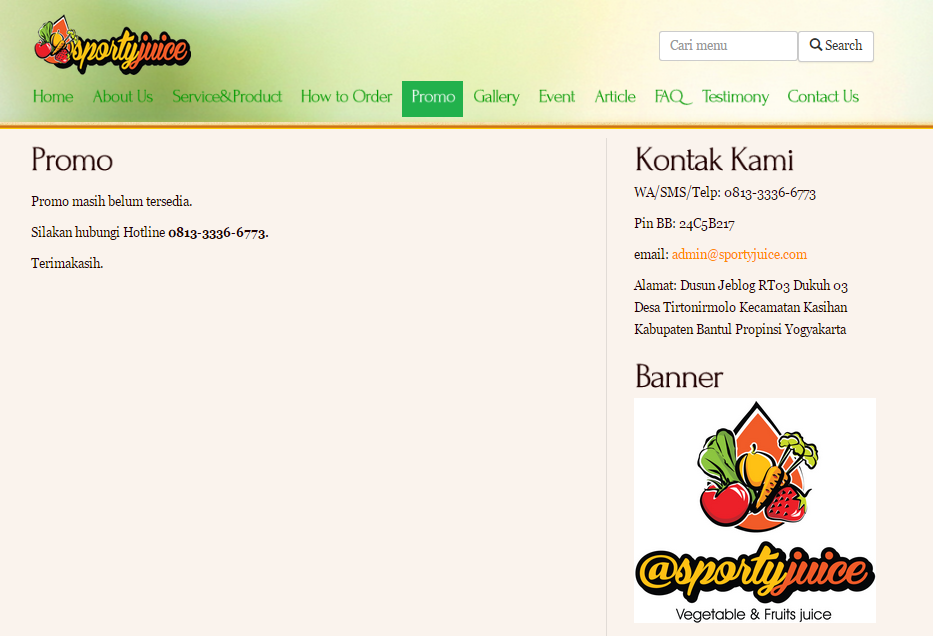 @sportyjuice
Cari menu
Search
Home About Us Service&Product How to Order Promo Gallery Event Article FAQ Testimony Contact Us
Promo
Promo masih belum tersedia.
Silakan hubungi Hotline 0813-3336-6773.
Terimakasih.
Kontak Kami
WA/SMS/Telp: 0813-3336-6773
Pin BB: 24C5B217
email: admin@sportyjuice.com
Alamat: Dusun Jeblog RT03 Dukuh 03
Desa Tirtonirmolo Kecamatan Kasihan
Kabupaten Bantul Propinsi Yogyakarta
Banner
@sportyjuice
Vegetable & Fruits juice